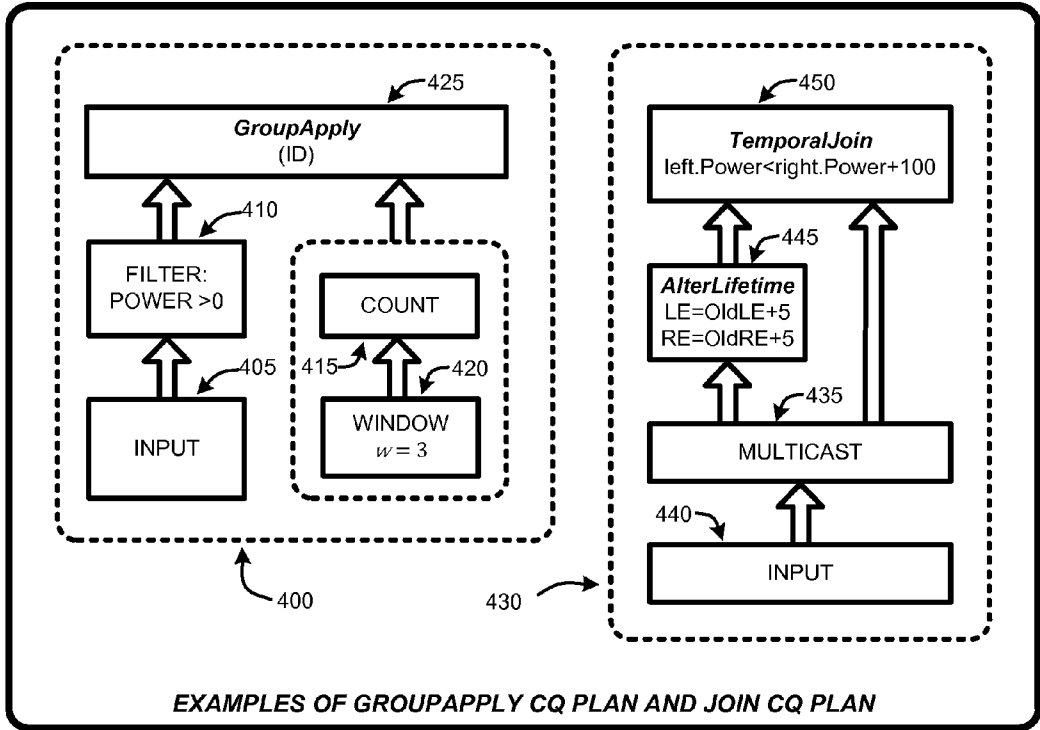 425
GroupApply
(ID)
410
FILTER:
POWER >0
405
INPUT
COUNT
415
420
WINDOW
w = 3
400
450
TemporalJoin
left.Power<right.Power+100
445
AlterLifetime
LE=OldLE+5
RE=OldRE+5
435
MULTICAST
440
INPUT
430
EXAMPLES OF GROUPAPPLY CQ PLAN AND JOIN CQ PLAN